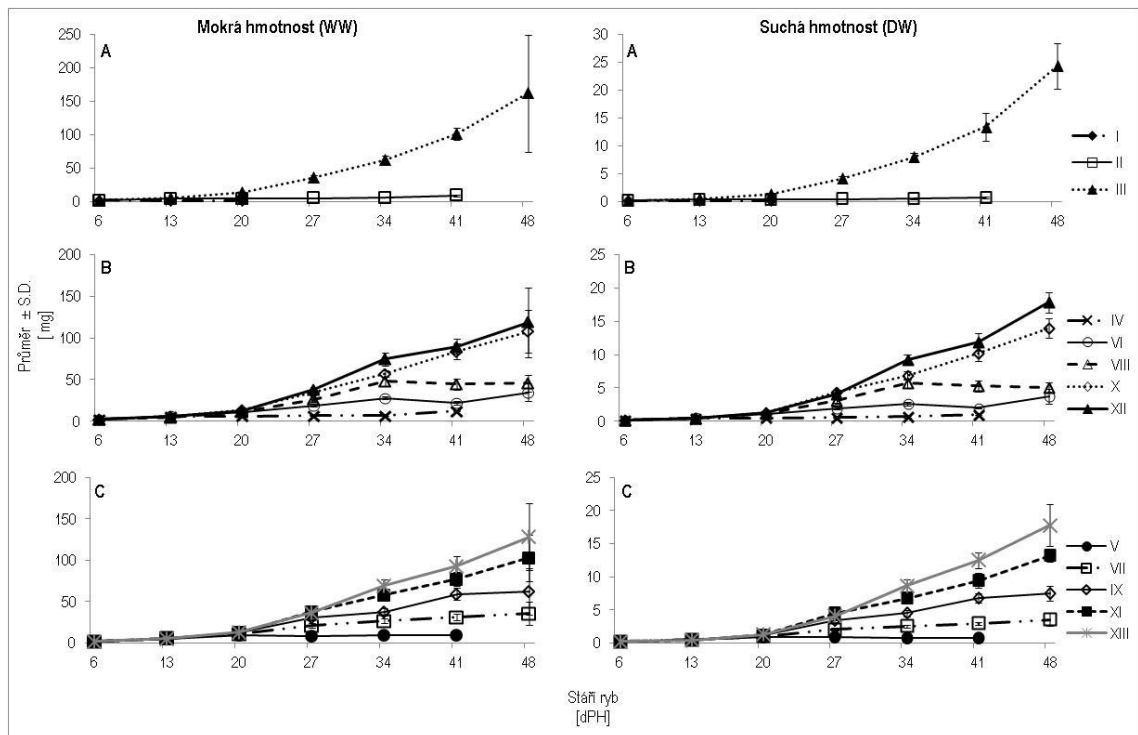 Mokrá hmotnost (WW)
Suchá hmotnost (DW)
A
250
200
150
100
50
0
6 13 20 27 34 41 48
A
30
25
20
15
10
5
0
6 13 20 27 34 41 48
I
II
III
Průměr ± S.D.
[mg]
B
200
150
100
50
0
6 13 20 27 34 41 48
B
25
20
15
10
5
0
6 13 20 27 34 41 48
IV
VI
VIII
X
XII
C
200
150
100
50
0
6 13 20 27 34 41 48
C
25
20
15
10
5
0
6 13 20 27 34 41 48
V
VII
IX
XI
XIII
Stáří ryb
[dPH]